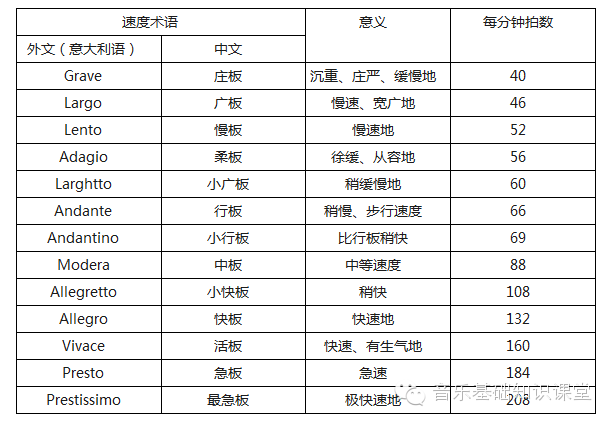 速度术语 意义 每分钟拍数
外文（意大利语） 中文
Grave 庄板 沉重、庄严、缓慢地 40
Largo 广板 慢速、宽广地 46
Lento 慢板 慢速地 52
Adagio 柔板 徐缓、从容地 56
Larghtto 小广板 稍缓慢地 60
Andante 行板 稍慢、步行速度 66
Andantino 小行板 比行板稍快 69
Modera 中板 中等速度 88
Allegretto 小快板 稍快 108
Allegro 快板 快速地 132
Vivace 活板 快速、有生气地 160
Presto 急板 急速 184
Prestissimo 最急板 极快速地 208
音乐基础知识课堂